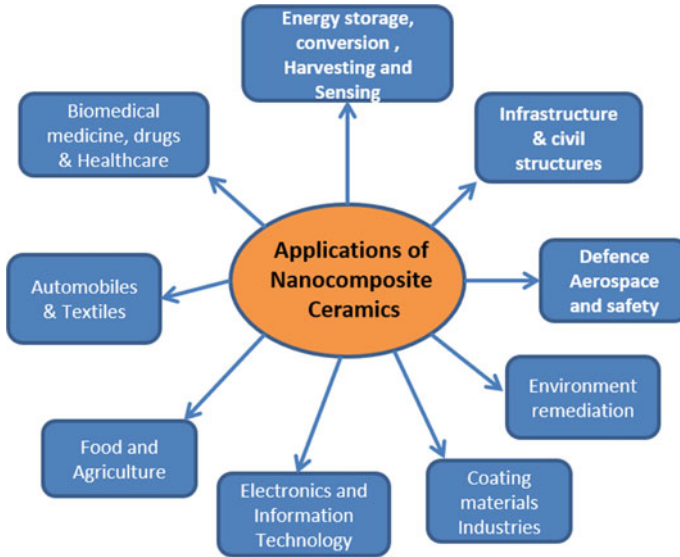 Energy storage,
conversion ,
Harvesting and
Sensing
Biomedical
medicine, drugs
& Healthcare
Infrastructure
& civil
structures
Applications of
Nanocomposite
Ceramics
Automobiles
& Textiles
Defence
Aerospace
and safety
Environment
remediation
Food and
Agriculture
Electronics and
Information
Technology
Coating
materials
Industries